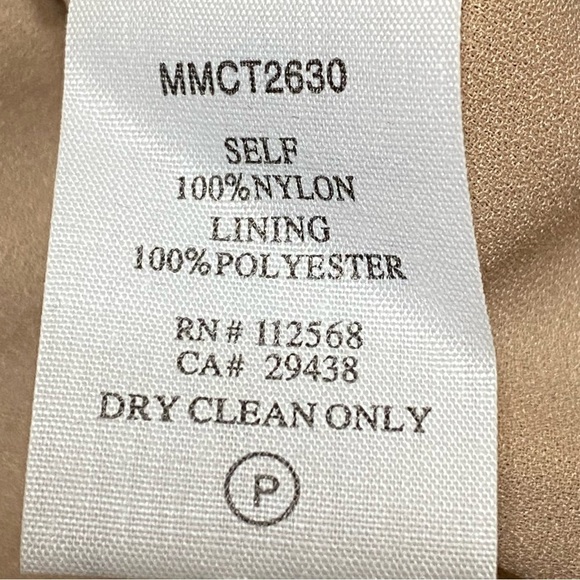 MMCT2630
SELF
100%NYLON
LINING
100%POLYESTER
RN# 112568
CA# 29438
DRY CLEAN ONLY
P